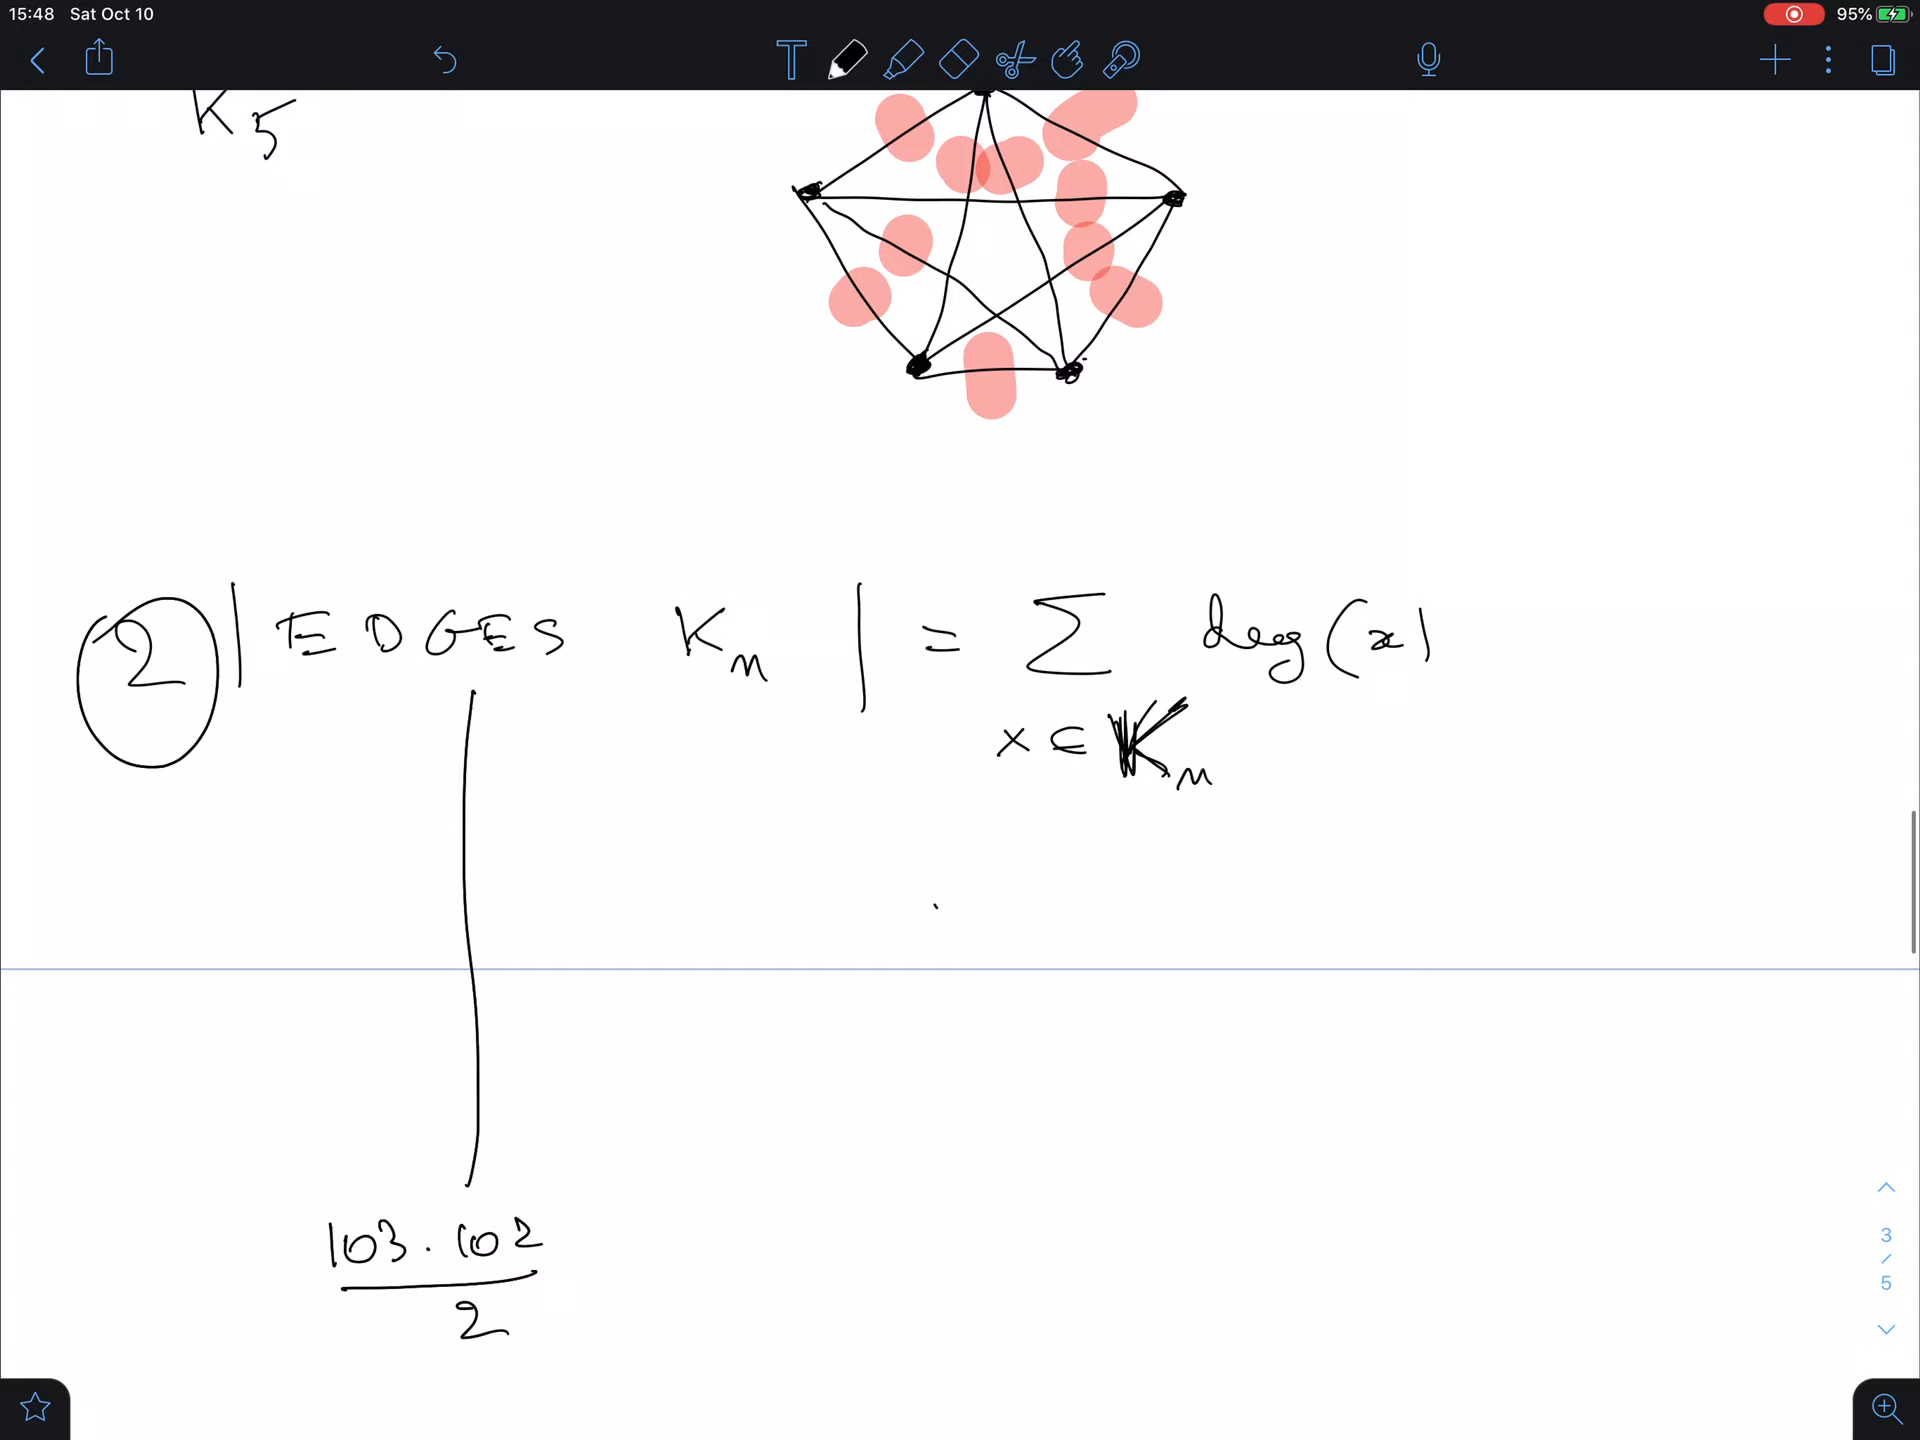 15:48 Sat Oct 10 95%
K5
2 | EDGES Kn | = ∑ deg(x)
x ∈ Kn
3
/
5
103 · 102
2